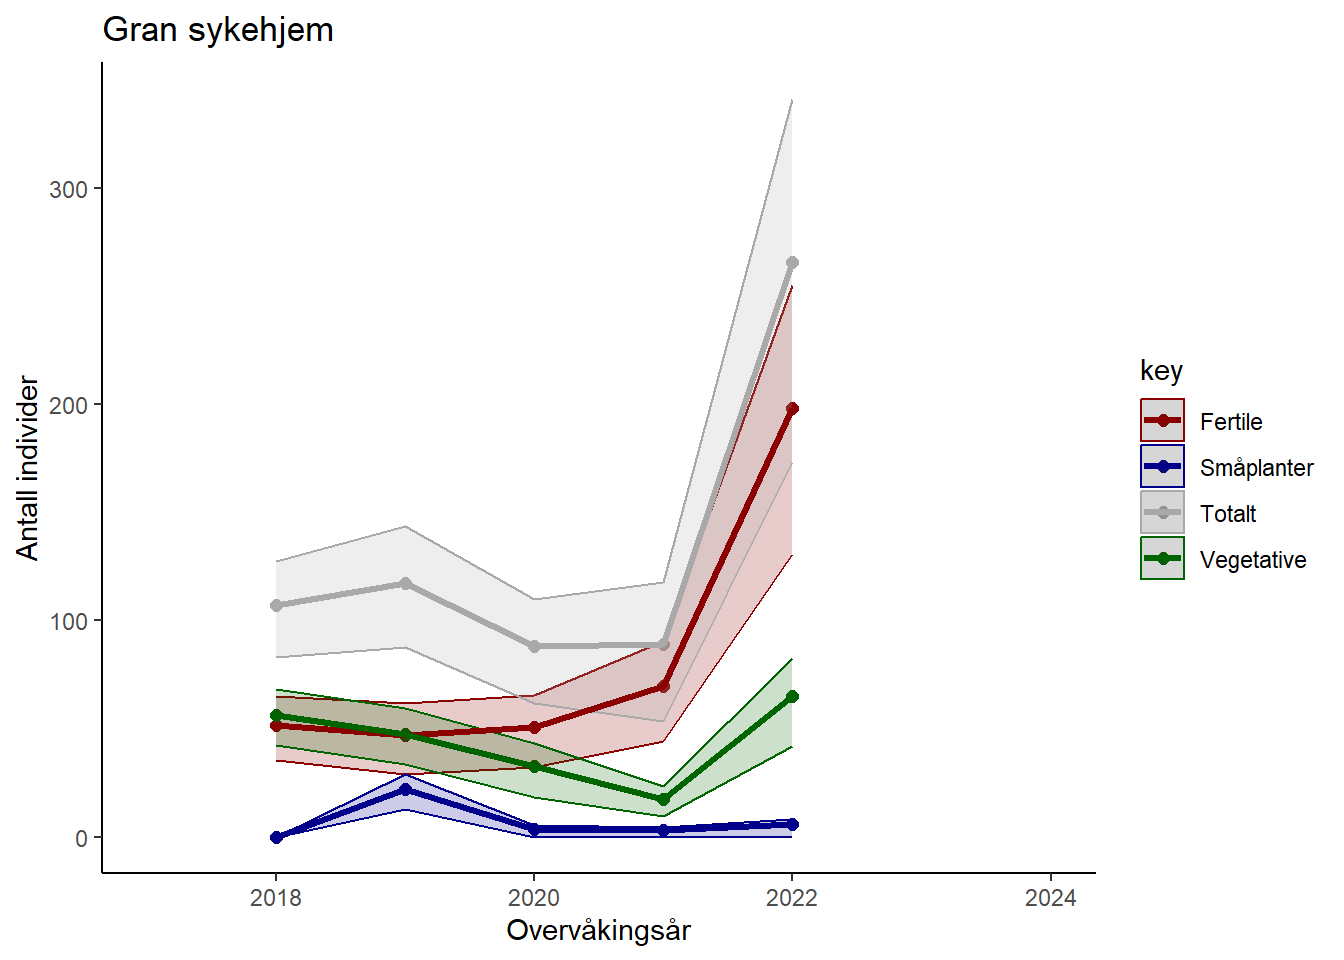 Gran sykehjem
Antall individer
300
200
100
0
2018
2020
2022
2024
Overvåkingsår
key
Fertile
Småplanter
Totalt
Vegetative